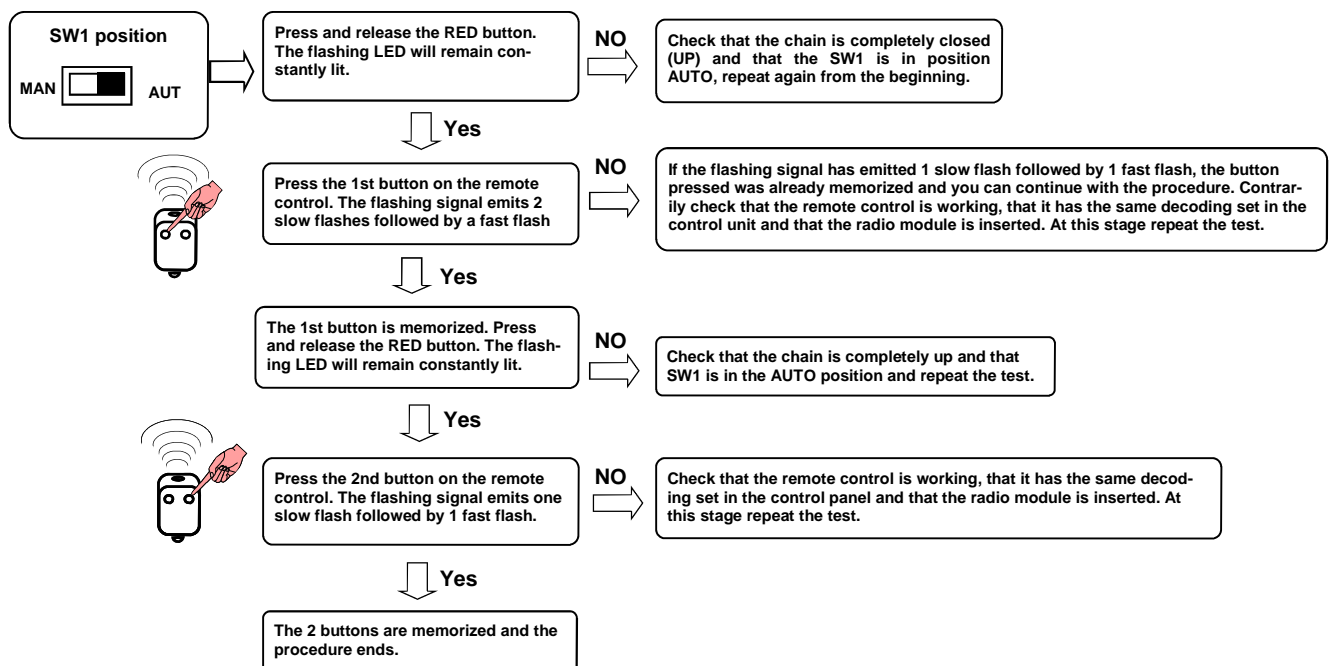 SW1 position
MAN
AUT
Press and release the RED button.
The flashing LED will remain con-
stantly lit.
NO
Check that the chain is completely closed
(UP) and that the SW1 is in position
AUTO, repeat again from the beginning.
Yes
Press the 1st button on the remote
control. The flashing signal emits 2
slow flashes followed by a fast flash
NO
If the flashing signal has emitted 1 slow flash followed by 1 fast flash, the button
pressed was already memorized and you can continue with the procedure. Contrar-
ily check that the remote control is working, that it has the same decoding set in the
control unit and that the radio module is inserted. At this stage repeat the test.
Yes
The 1st button is memorized. Press
and release the RED button. The flash-
ing LED will remain constantly lit.
NO
Check that the chain is completely up and that
SW1 is in the AUTO position and repeat the test.
Yes
Press the 2nd button on the remote
control. The flashing signal emits one
slow flash followed by 1 fast flash.
NO
Check that the remote control is working, that it has the same decod-
ing set in the control panel and that the radio module is inserted. At
this stage repeat the test.
Yes
The 2 buttons are memorized and the
procedure ends.